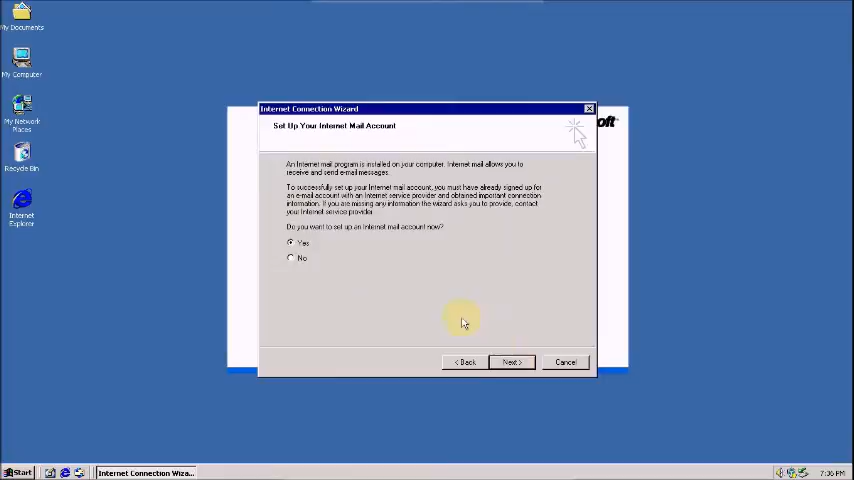 My Documents
My Computer
My Network
Places
Recycle Bin
Internet
Explorer
Internet Connection Wizard
Set Up Your Internet Mail Account
oft
An Internet mail program is installed on your computer. Internet mail allows you to
receive and send e-mail messages.
To successfully set up your Internet mail account, you must have already signed up for
an e-mail account with an Internet service provider and obtained important connection
information. If you are missing any information the wizard asks you to provide, contact
your Internet service provider.
Do you want to set up an Internet mail account now?
Yes
No
< Back
Next >
Cancel
Start
Internet Connection Wiza...
7:36 PM